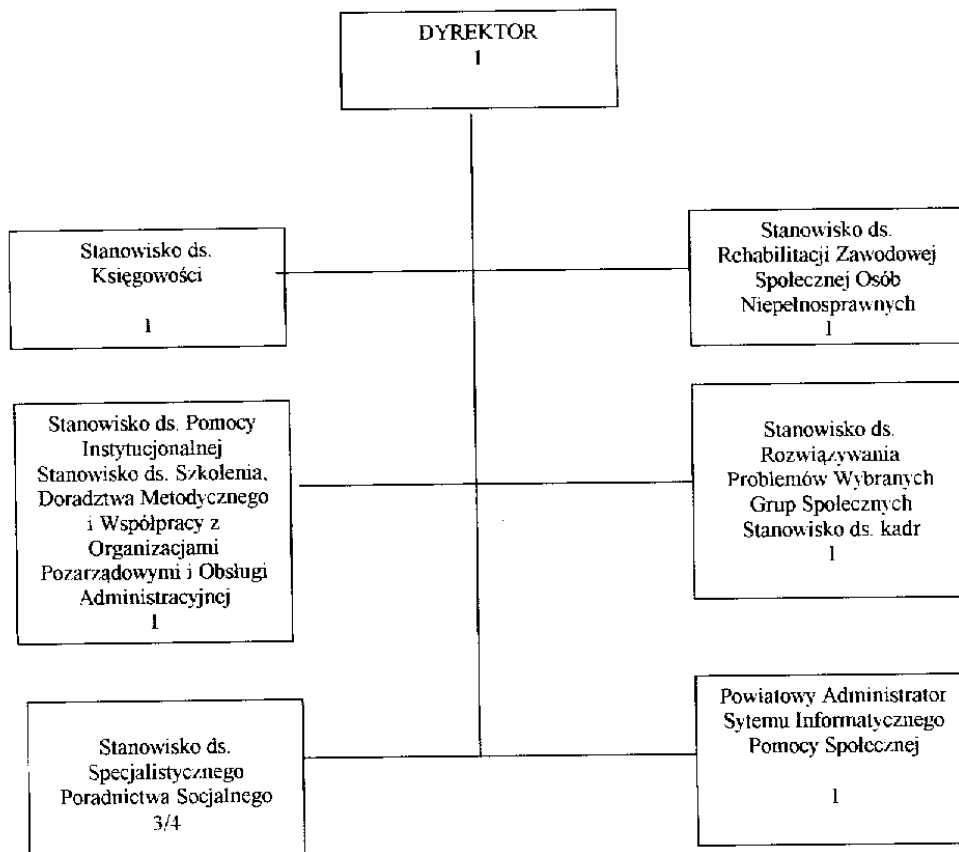 DYREKTOR
1
Stanowisko ds.
Księgowości
1
Stanowisko ds.
Rehabilitacji Zawodowej
Społecznej Osób
Niepełnosprawnych
1
Stanowisko ds. Pomocy
Instytucjonalnej
Stanowisko ds. Szkolenia,
Doradztwa Metodycznego
i Współpracy z
Organizacjami
Pozarządowymi i Obsługi
Administracyjnej
1
Stanowisko ds.
Rozwiązywania
Problemów Wybranych
Grup Społecznych
Stanowisko ds. kadr
1
Stanowisko ds.
Specjalistycznego
Poradnictwa Socjalnego
3/4
Powiatowy Administrator
Sytemu Informatycznego
Pomocy Społecznej
1